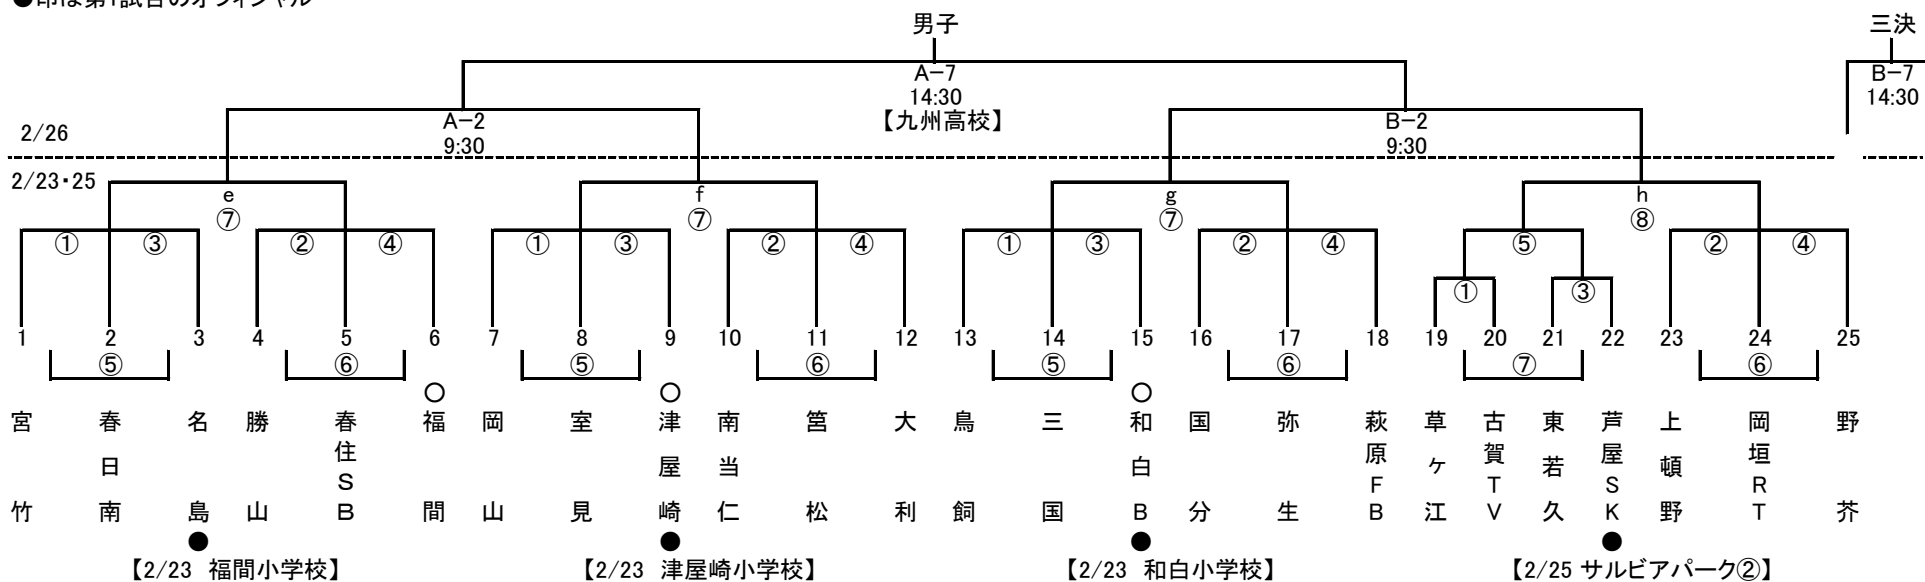 ●印は第1試合のオフィシャル
男子
三決
A-7
14:30
【九州高校】
B-7
14:30
2/26
A-2
9:30
B-2
9:30
2/23・25
e
⑦
f
⑦
g
⑦
h
⑧
① ③ ② ④ ① ③ ② ④ ① ③ ② ④ ⑤ ② ④
① ③
1 2 3 4 5 6 7 8 9 10 11 12 13 14 15 16 17 18 19 20 21 22 23 24 25
⑤ ⑥ ⑤ ⑥ ⑤ ⑥ ⑦ ⑥
○ ○ ○
宮竹
春日南
名島
勝山
春住SB
福間
岡山
室見
津屋崎
南当仁
筥松
大利
鳥飼
三国
和白B
国分
弥生
萩原FB
草ヶ江
古賀TV
東若久
芦屋SK
上頓野
岡垣RT
野芥
● ● ● ●
【2/23 福間小学校】
【2/23 津屋崎小学校】
【2/23 和白小学校】
【2/25 サルビアパーク②】